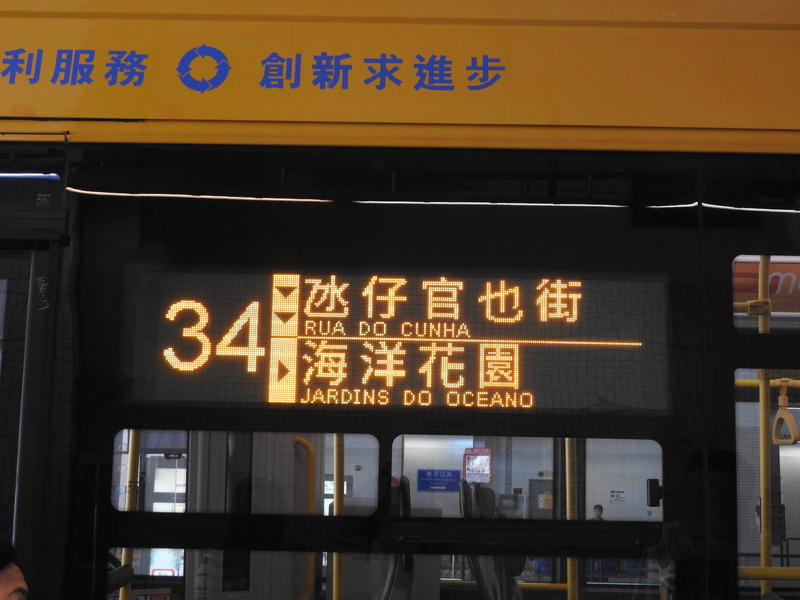 利服務 創新求進步
34
氹仔官也街
RUA DO CUNHA
海洋花園
JARDINS DO OCEANO